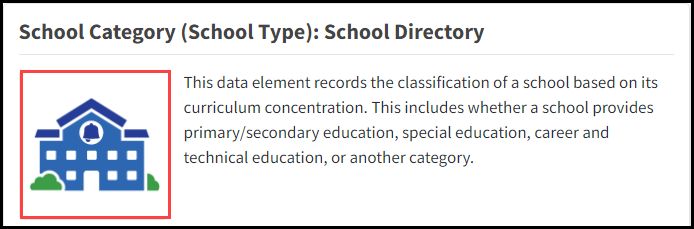 School Category (School Type): School Directory
This data element records the classification of a school based on its
curriculum concentration. This includes whether a school provides
primary/secondary education, special education, career and
technical education, or another category.